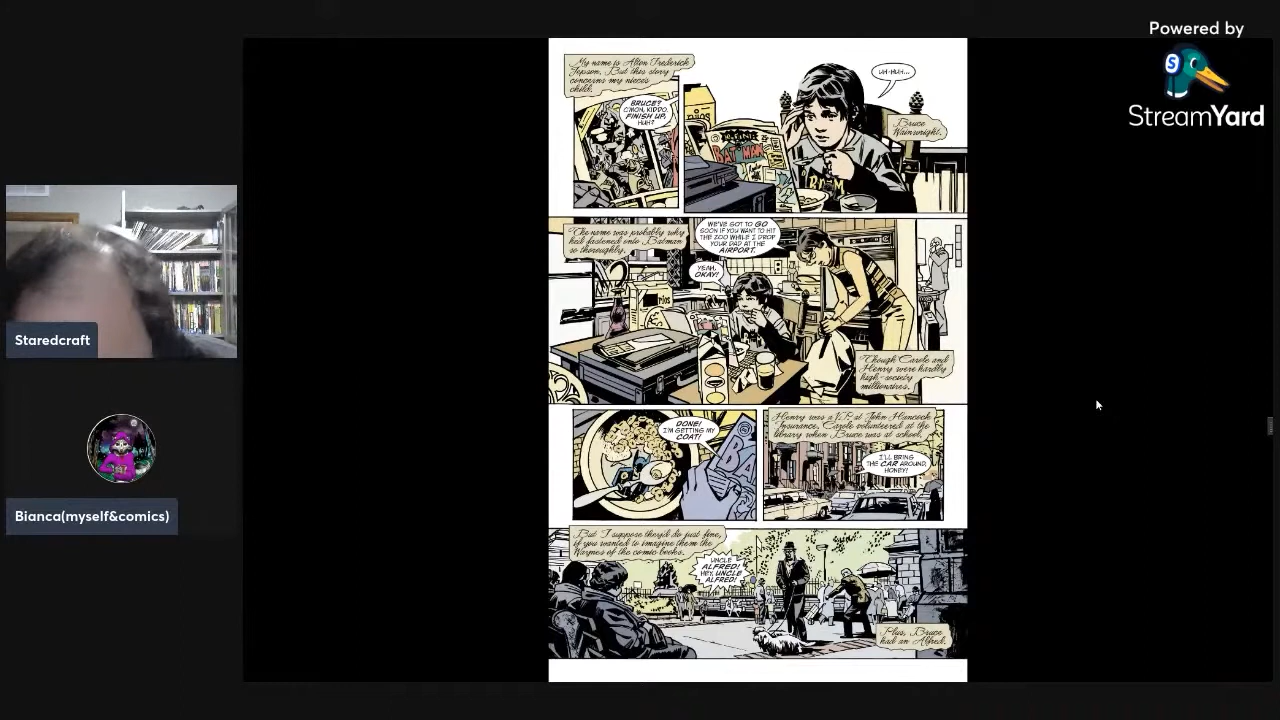 Powered by
StreamYard
Staredcraft
Bianca(myself&comics)
My name is Alton Frederick
Jepson. But this story
concerns my niece's
child.
BRUCE?
C'MON, KIDDO.
FINISH UP,
HUH?
UH-HUH...
Bruce
Wainwright.
rios
BATMAN
The name was probably why
he'd fastened onto Batman
so thoroughly.
WE'VE GOT TO GO
SOON IF YOU WANT TO HIT
THE ZOO WHILE I DROP
YOUR DAD AT THE
AIRPORT.
YEAH,
OKAY!
rios
Though Carole and
Henry were hardly
high-society
millionaires.
DONE!
I'M GETTING MY
COAT!
BA
Henry was a V.P. at John Hancock
Insurance, Carole volunteered at the
library when Bruce was at school.
I'LL BRING
THE CAR AROUND,
HONEY!
But I suppose they'd do just fine,
if you wanted to imagine them the
Waynes of the comic books.
UNCLE
ALFRED!
HEY, UNCLE
ALFRED!
Plus, Bruce
had an Alfred.